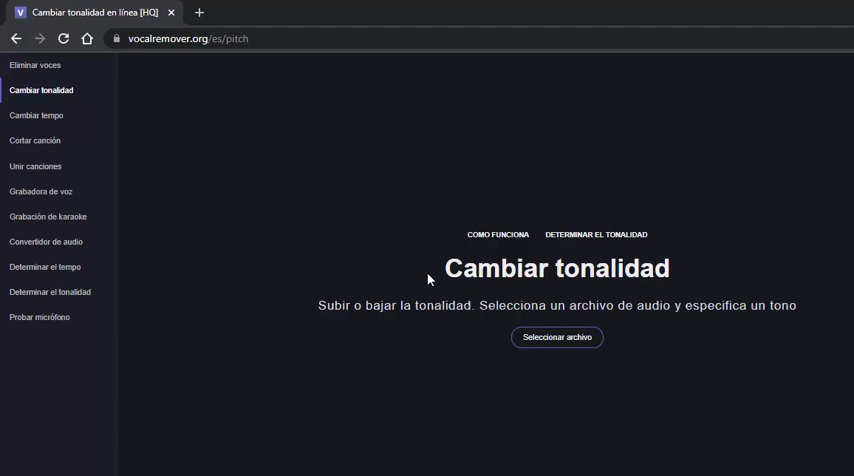 Cambiar tonalidad en línea [HQ]
vocalremover.org/es/pitch
Eliminar voces
Cambiar tonalidad
Cambiar tempo
Cortar canción
Unir canciones
Grabadora de voz
Grabación de karaoke
Convertidor de audio
Determinar el tempo
Determinar el tonalidad
Probar micrófono
COMO FUNCIONA DETERMINAR EL TONALIDAD
Cambiar tonalidad
Subir o bajar la tonalidad. Selecciona un archivo de audio y especifica un tono
Seleccionar archivo